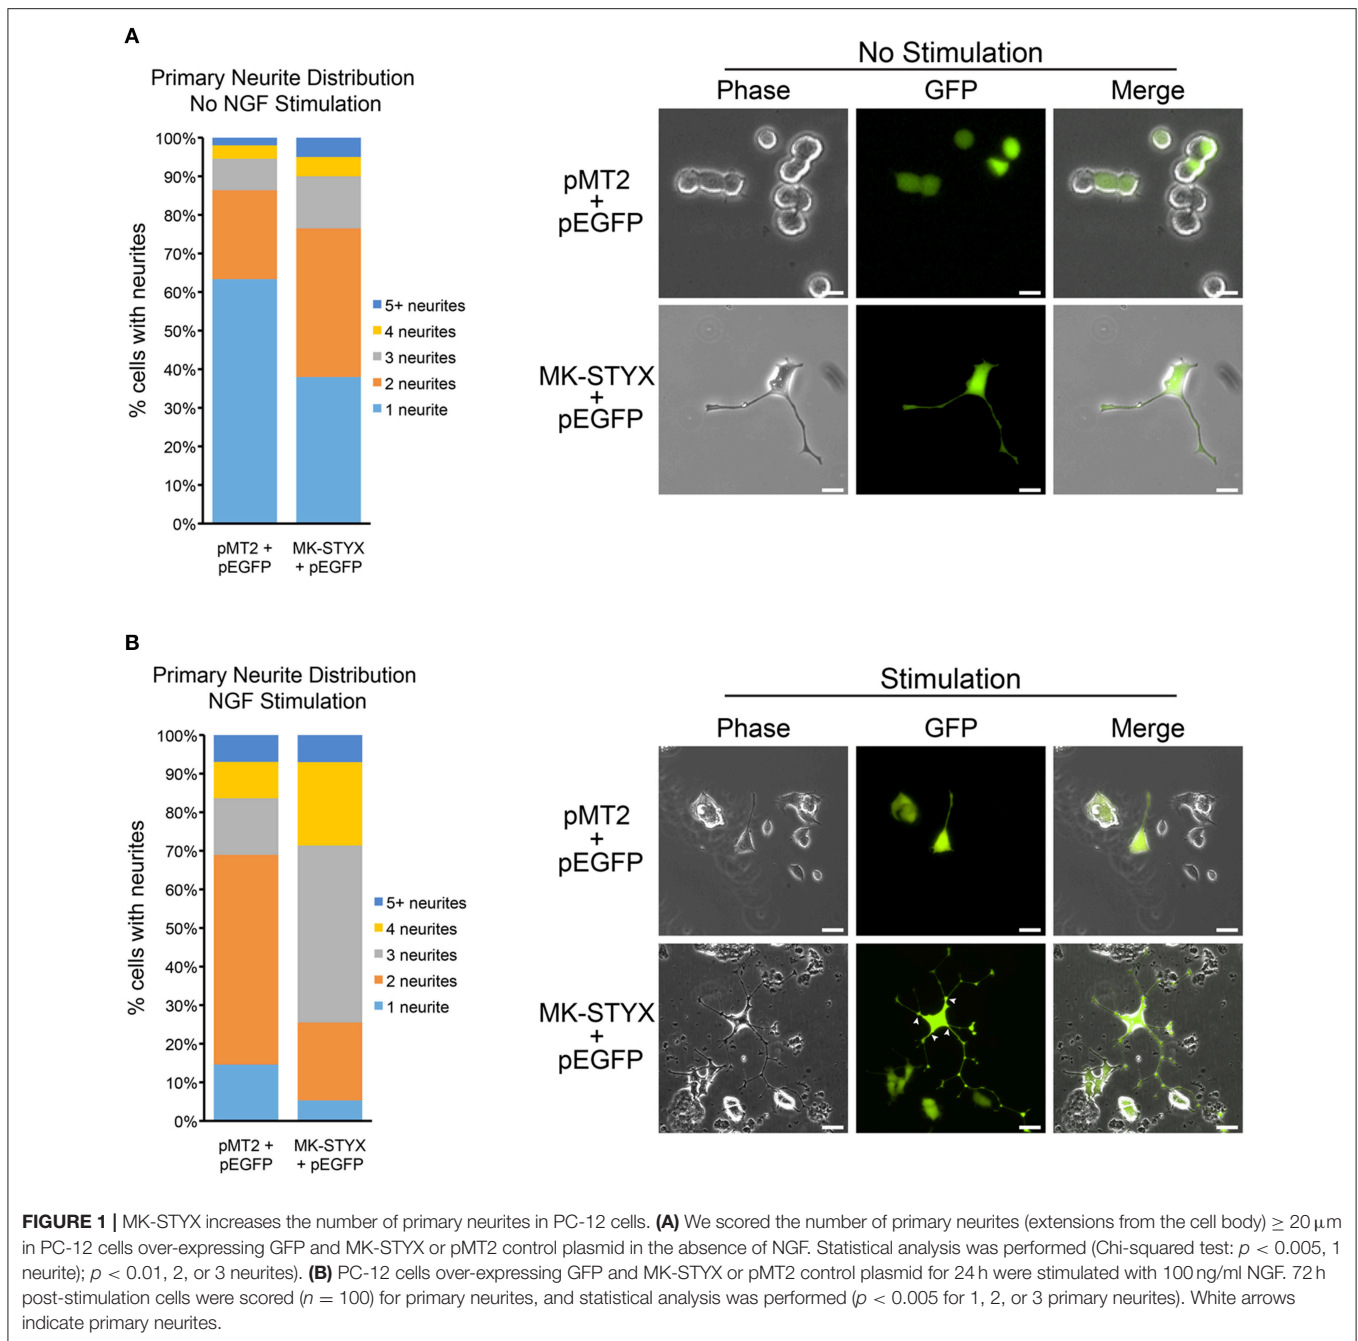 A
Primary Neurite Distribution
No NGF Stimulation
100%
90%
80%
70%
60%
50%
40%
30%
20%
10%
0%
% cells with neurites
5+ neurites
4 neurites
3 neurites
2 neurites
1 neurite
pMT2 +
pEGFP
MK-STYX
+ pEGFP
No Stimulation
Phase GFP Merge
pMT2
+
pEGFP
MK-STYX
+
pEGFP
B
Primary Neurite Distribution
NGF Stimulation
100%
90%
80%
70%
60%
50%
40%
30%
20%
10%
0%
% cells with neurites
5+ neurites
4 neurites
3 neurites
2 neurites
1 neurite
pMT2 +
pEGFP
MK-STYX
+ pEGFP
Stimulation
Phase GFP Merge
pMT2
+
pEGFP
MK-STYX
+
pEGFP
FIGURE 1 | MK-STYX increases the number of primary neurites in PC-12 cells. (A) We scored the number of primary neurites (extensions from the cell body) ≥ 20 μm
in PC-12 cells over-expressing GFP and MK-STYX or pMT2 control plasmid in the absence of NGF. Statistical analysis was performed (Chi-squared test: p < 0.005, 1
neurite); p < 0.01, 2, or 3 neurites). (B) PC-12 cells over-expressing GFP and MK-STYX or pMT2 control plasmid for 24 h were stimulated with 100 ng/ml NGF. 72 h
post-stimulation cells were scored (n = 100) for primary neurites, and statistical analysis was performed (p < 0.005 for 1, 2, or 3 primary neurites). White arrows
indicate primary neurites.